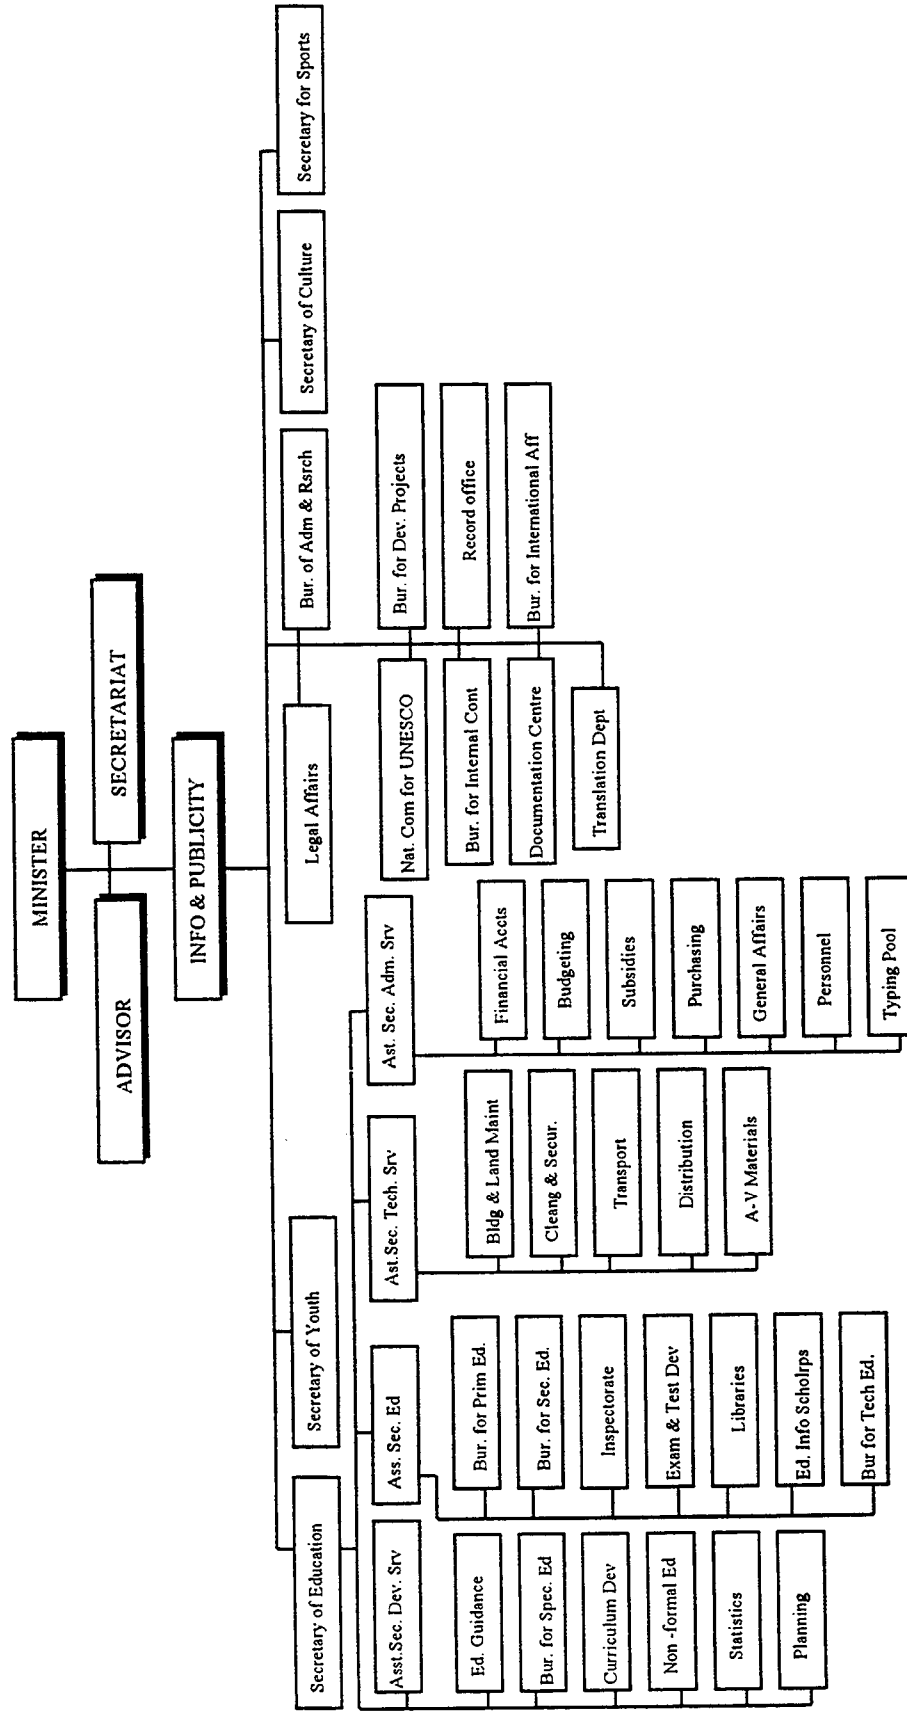 MINISTER
ADVISOR
SECRETARIAT
INFO & PUBLICITY
Secretary of Education
Secretary of Youth
Legal Affairs
Bur. of Adm & Rsrch
Secretary of Culture
Secretary for Sports
Asst.Sec. Dev. Srv
Ass. Sec. Ed
Ast.Sec. Tech. Srv
Ast. Sec. Adm. Srv
Nat. Com for UNESCO
Bur. for Dev. Projects
Bur. for Internal Cont
Record office
Documentation Centre
Bur. for International Aff
Translation Dept
Ed. Guidance
Bur. for Spec. Ed
Curriculum Dev
Non -formal Ed
Statistics
Planning
Bur. for Prim Ed.
Bur. for Sec. Ed.
Inspectorate
Exam & Test Dev
Libraries
Ed. Info Scholrps
Bur for Tech Ed.
Bldg & Land Maint
Cleang & Secur.
Transport
Distribution
A-V Materials
Financial Accts
Budgeting
Subsidies
Purchasing
General Affairs
Personnel
Typing Pool